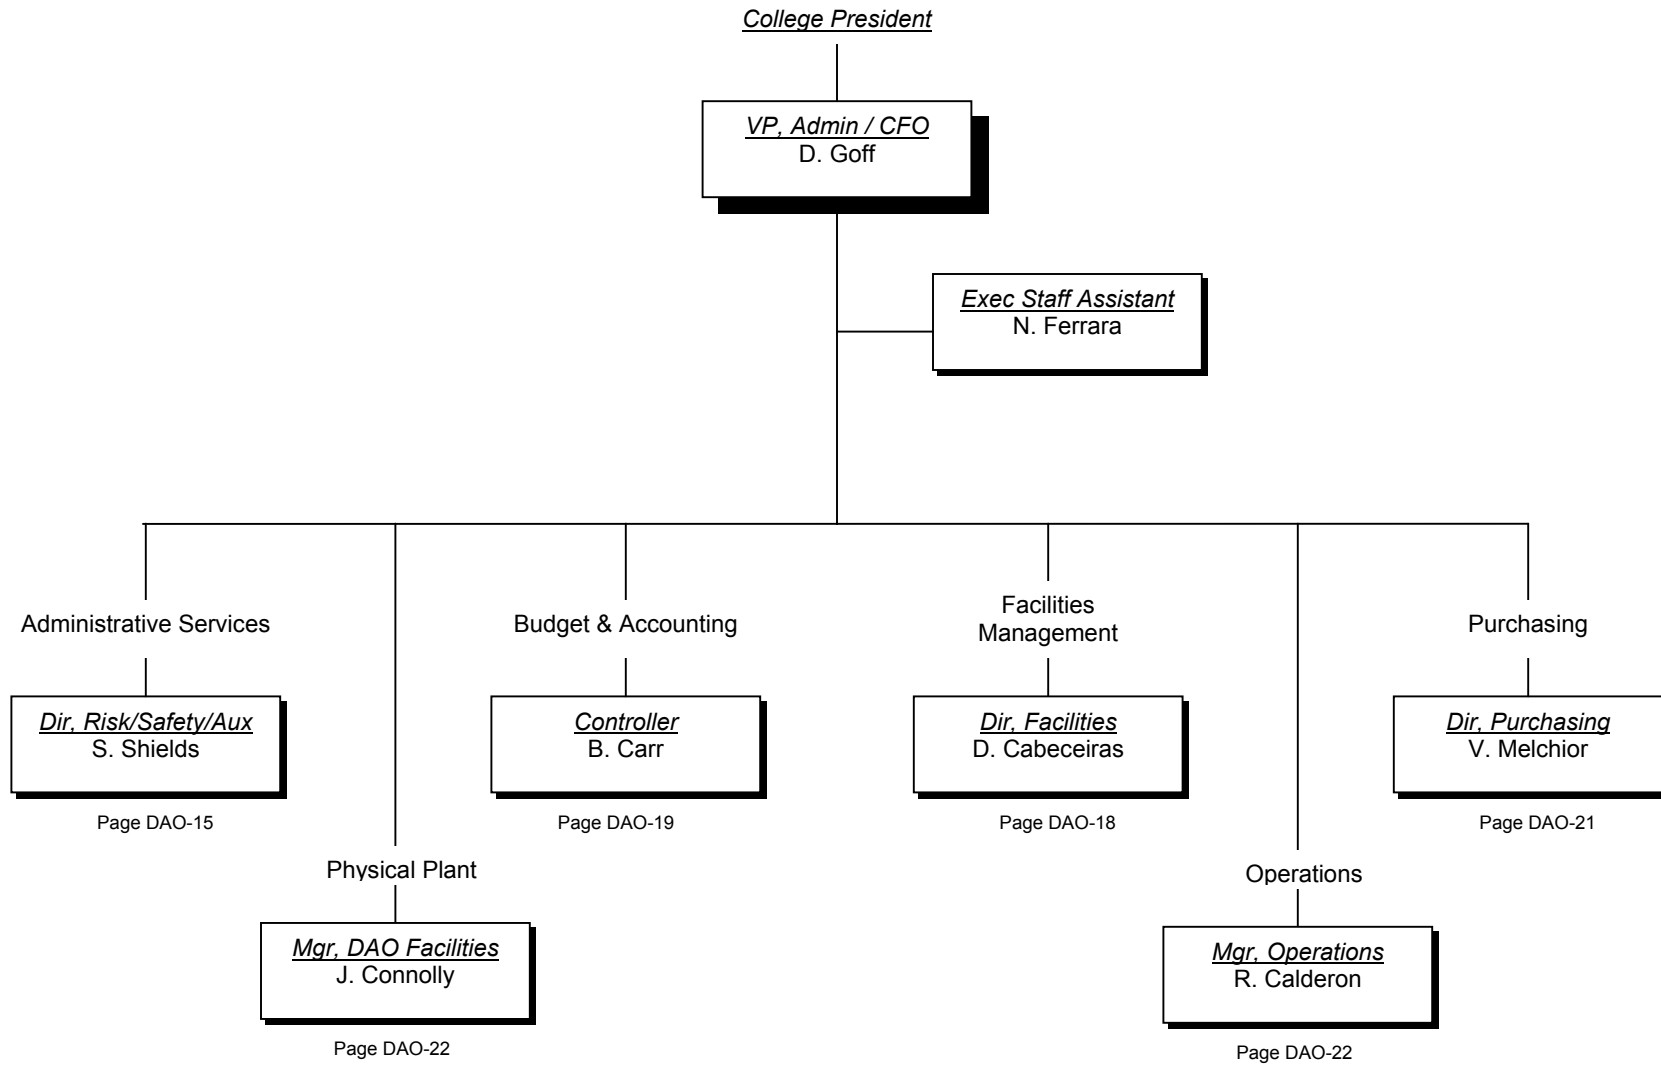 College President
VP, Admin / CFO
D. Goff
Exec Staff Assistant
N. Ferrara
Administrative Services
Dir, Risk/Safety/Aux
S. Shields
Page DAO-15
Physical Plant
Mgr, DAO Facilities
J. Connolly
Page DAO-22
Budget & Accounting
Controller
B. Carr
Page DAO-19
Facilities
Management
Dir, Facilities
D. Cabeceiras
Page DAO-18
Operations
Mgr, Operations
R. Calderon
Page DAO-22
Purchasing
Dir, Purchasing
V. Melchior
Page DAO-21